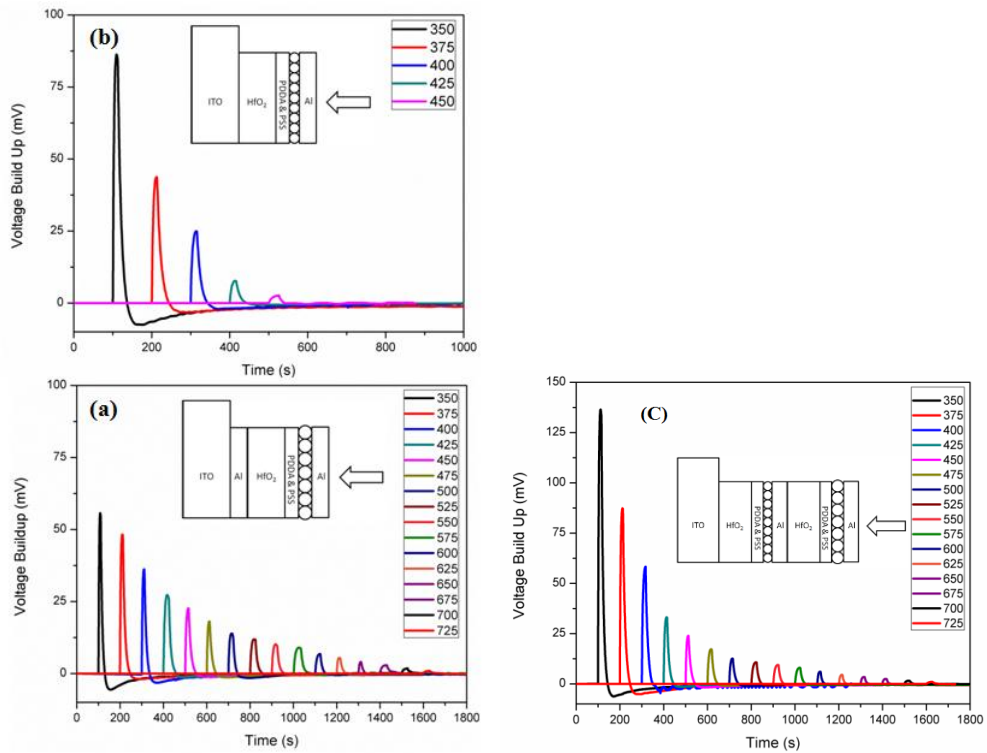 (b)
Voltage Build Up (mV)
100
75
50
25
0
0 200 400 600 800 1000
Time (s)
350
375
400
425
450
ITO
HfO₂
PDDA & PSS
Al
(a)
Voltage Buildup (mV)
100
75
50
25
0
0 200 400 600 800 1000 1200 1400 1600 1800
Time (s)
350
375
400
425
450
475
500
525
550
575
600
625
650
675
700
725
ITO
Al
HfO₂
PDDA & PSS
Al
(C)
Voltage Build Up (mV)
150
125
100
75
50
25
0
0 200 400 600 800 1000 1200 1400 1600 1800
Time (s)
350
375
400
425
450
475
500
525
550
575
600
625
650
675
700
725
ITO
HfO₂
PDDA & PSS
Al
HfO₂
PDDA & PSS
Al